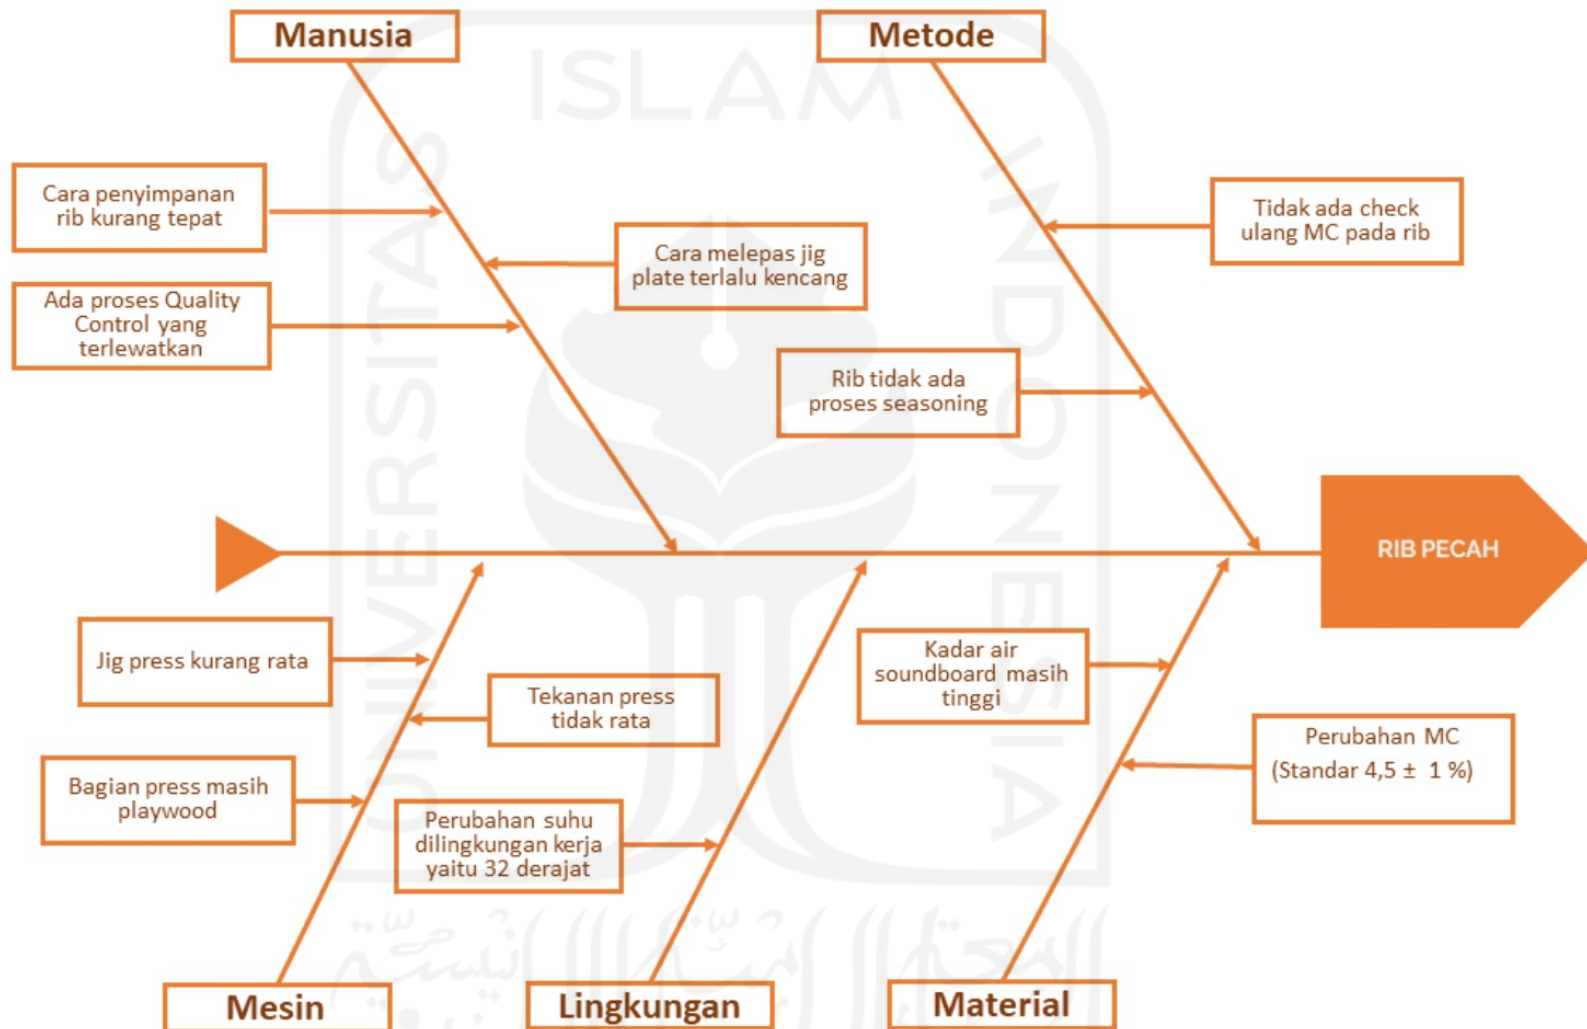 Manusia
Metode
ISLAM
UNIVERSITAS
INDONESIA
Cara penyimpanan
rib kurang tepat
Cara melepas jig
plate terlalu kencang
Tidak ada check
ulang MC pada rib
Ada proses Quality
Control yang
terlewatkan
Rib tidak ada
proses seasoning
RIB PECAH
Jig press kurang rata
Kadar air
soundboard masih
tinggi
Tekanan press
tidak rata
Perubahan MC
(Standar 4,5 ± 1 %)
Bagian press masih
playwood
Perubahan suhu
dilingkungan kerja
yaitu 32 derajat
Mesin
Lingkungan
Material